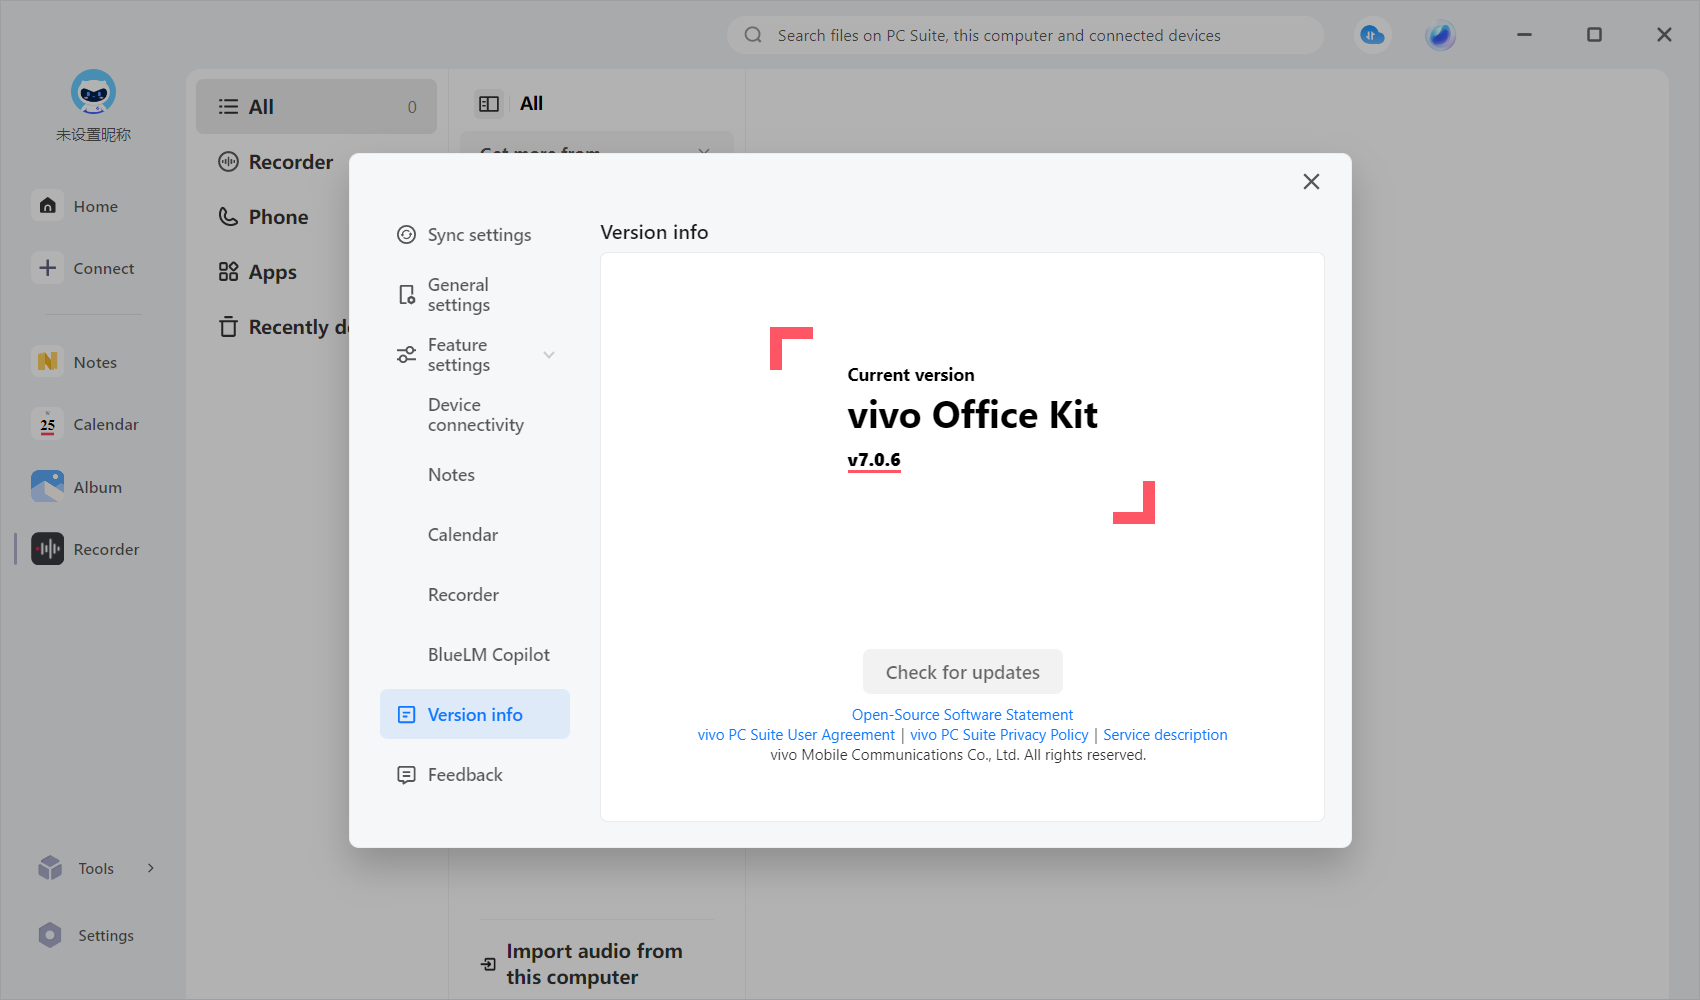 Search files on PC Suite, this computer and connected devices
未设置昵称
Home
Connect
Notes
25
Calendar
Album
Recorder
Tools
Settings
All
0
Recorder
Phone
Apps
Recently
All
Get more from
Import audio from
this computer
Sync settings
General
settings
Feature
settings
Device
connectivity
Notes
Calendar
Recorder
BlueLM Copilot
Version info
Feedback
Version info
Current version
vivo Office Kit
v7.0.6
Check for updates
Open-Source Software Statement
vivo PC Suite User Agreement | vivo PC Suite Privacy Policy | Service description
vivo Mobile Communications Co., Ltd. All rights reserved.